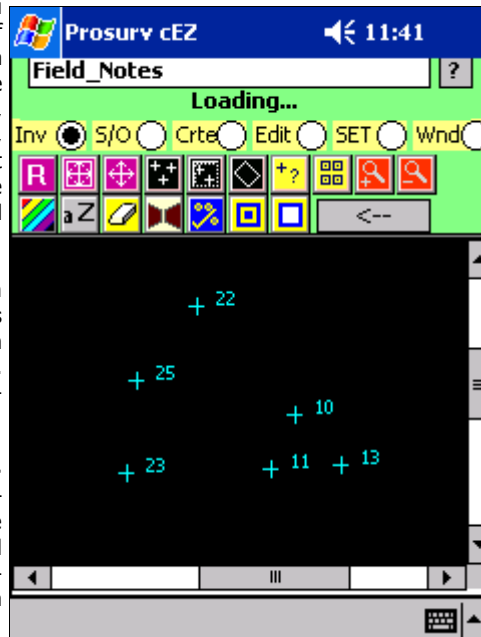 Prosurv cEZ 11:41
Field_Notes ?
Loading...
Inv S/O Crte Edit SET Wnd
R +?
aZ <--
22
25
10
23 11 13